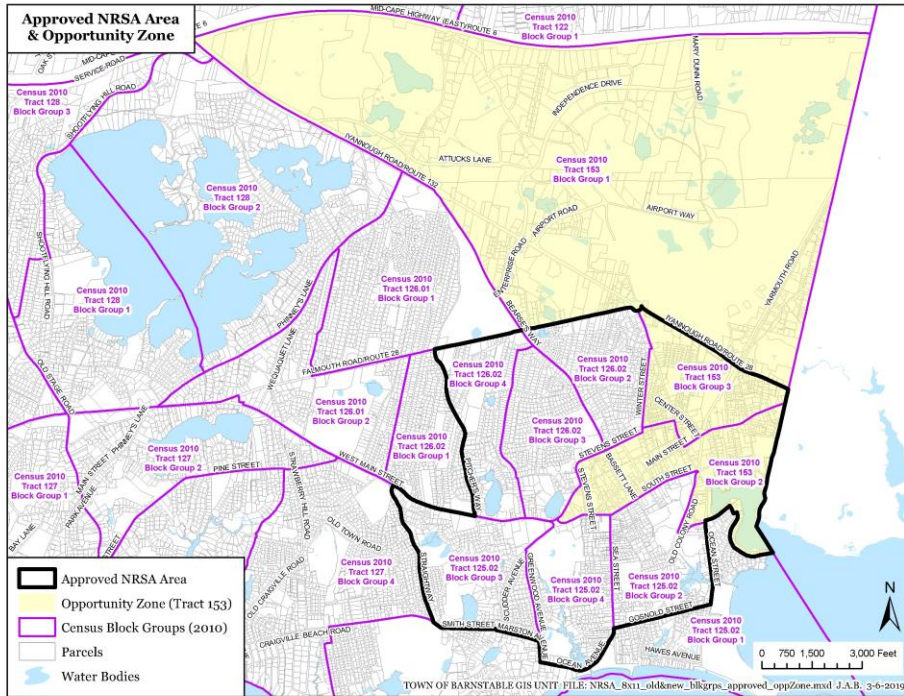 Approved NRSA Area
& Opportunity Zone
MID-CAPE HIGHWAY (EAST/ROUTE 6
Census 2010
Tract 122
Block Group 1
MID-CAPE
SERVICE-ROAD
Census 2010
Tract 128
Block Group 3
SHOOTFLYING HILL ROAD
MARY DUNN ROAD
INDEPENDENCE DRIVE
IYANNOUGH ROAD/ROUTE 132
ATTUCKS LANE
Census 2010
Tract 153
Block Group 1
Census 2010
Tract 128
Block Group 2
AIRPORT WAY
AIRPORT ROAD
SHOOTFLYING HILL ROAD
ENTERPRISE ROAD
YARMOUTH ROAD
Census 2010
Tract 126.01
Block Group 1
Census 2010
Tract 128
Block Group 1
PHINNEY'S LANE
BEARSE'S WAY
IYANNOUGH ROAD/ROUTE 28
WEQUAQUET LANE
FALMOUTH ROAD/ROUTE 28
Census 2010
Tract 126.02
Block Group 4
Census 2010
Tract 126.02
Block Group 2
Census 2010
Tract 153
Block Group 3
OLD STAGE ROAD
WINTER STREET
CENTER STREET
Census 2010
Tract 126.01
Block Group 2
Census 2010
Tract 126.02
Block Group 3
PHINNEY'S LANE
MAIN STREET
STEVENS STREET
MAIN STREET
Census 2010
Tract 126.02
Block Group 1
Census 2010
Tract 127
Block Group 2
WEST MAIN STREET
BASSETT LANE
SOUTH STREET
Census 2010
Tract 153
Block Group 2
PINE STREET
PITCHER'S WAY
STEVENS STREET
Census 2010
Tract 127
Block Group 1
PARK AVENUE
STRAWBERRY HILL ROAD
BAY LANE
STREET
OLD TOWN ROAD
OLD COLONY ROAD
OCEAN STREET
Census 2010
Tract 127
Block Group 4
STRAIGHTWAY
Census 2010
Tract 125.02
Block Group 3
SCUDDER AVENUE
GREENWOOD AVENUE
Census 2010
Tract 125.02
Block Group 4
SEA STREET
Census 2010
Tract 125.02
Block Group 2
OLD CRAIGVILLE ROAD
GOSNOLD STREET
Census 2010
Tract 125.02
Block Group 1
CRAIGVILLE BEACH ROAD
SMITH STREET
MARSTON AVENUE
OCEAN AVENUE
HAWES AVENUE
Approved NRSA Area
Opportunity Zone (Tract 153)
Census Block Groups (2010)
Parcels
Water Bodies
N
0 750 1,500 3,000 Feet
TOWN OF BARNSTABLE GIS UNIT FILE: NRSA_8x11_old&new_blkgrps_approved_oppZone.mxd J.A.B. 3-6-2019